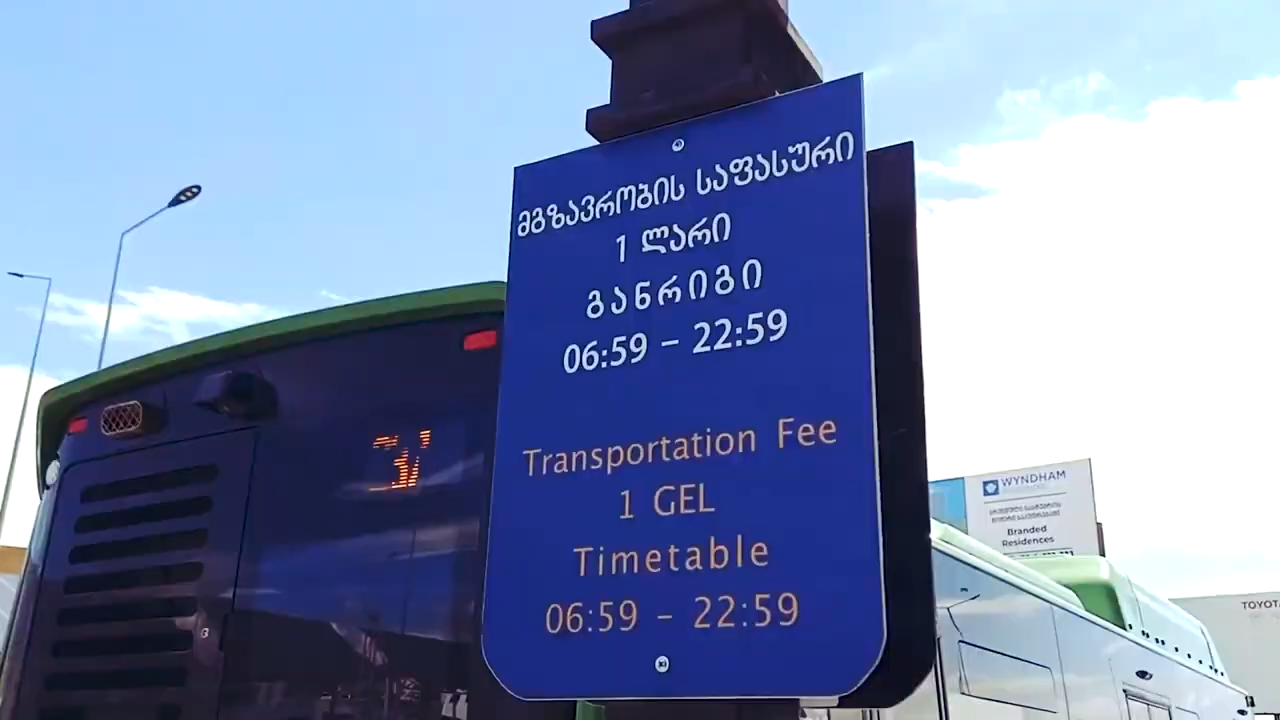 მგზავრობის საფასური
1 ლარი
განრიგი
06:59 – 22:59
Transportation Fee
1 GEL
Timetable
06:59 – 22:59
WYNDHAM
Branded
Residences